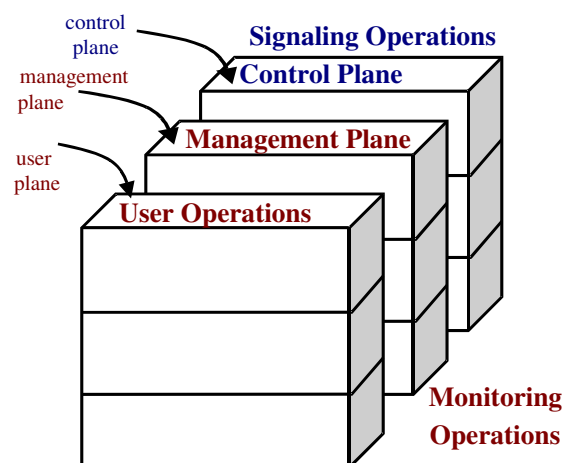 control
plane
Signaling Operations
Control Plane
management
plane
Management Plane
user
plane
User Operations
Monitoring
Operations